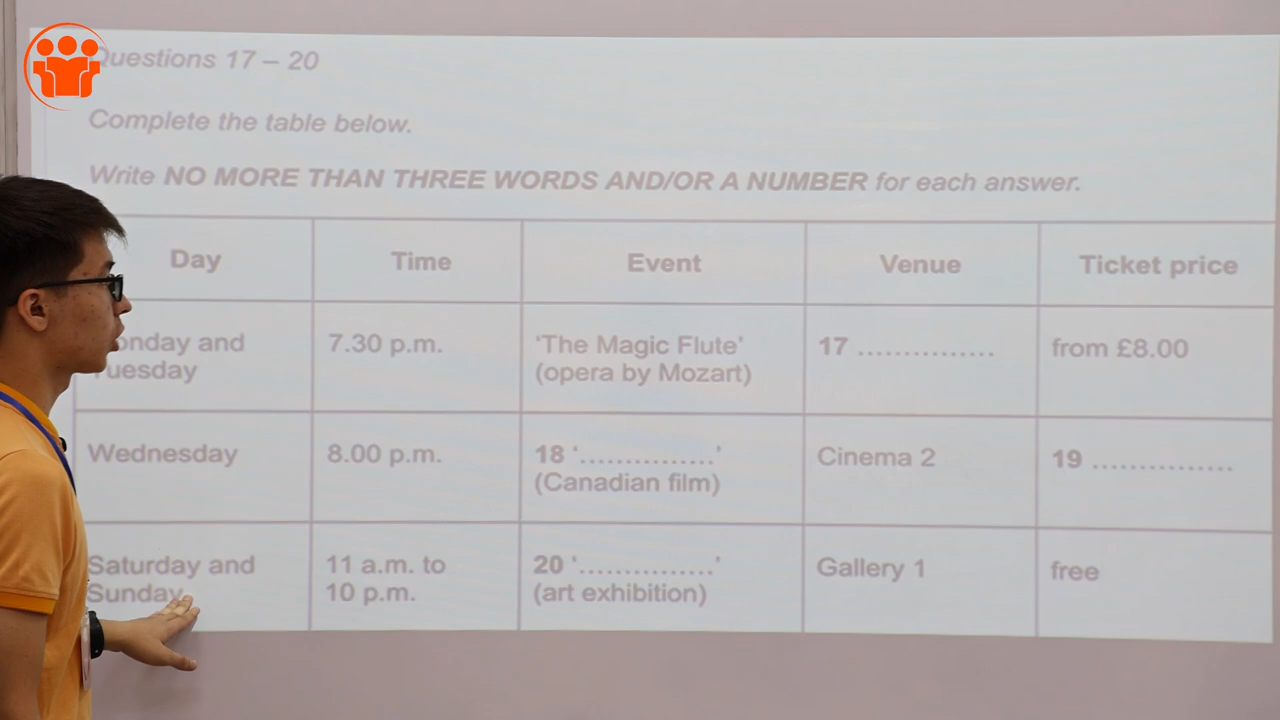 Questions 17 – 20
Complete the table below.
Write NO MORE THAN THREE WORDS AND/OR A NUMBER for each answer.
Day Time Event Venue Ticket price
Monday and
Tuesday
7.30 p.m.
'The Magic Flute'
(opera by Mozart)
17 ...............
from £8.00
Wednesday
8.00 p.m.
18 '...............'
(Canadian film)
Cinema 2
19 ...............
Saturday and
Sunday
11 a.m. to
10 p.m.
20 '...............'
(art exhibition)
Gallery 1
free